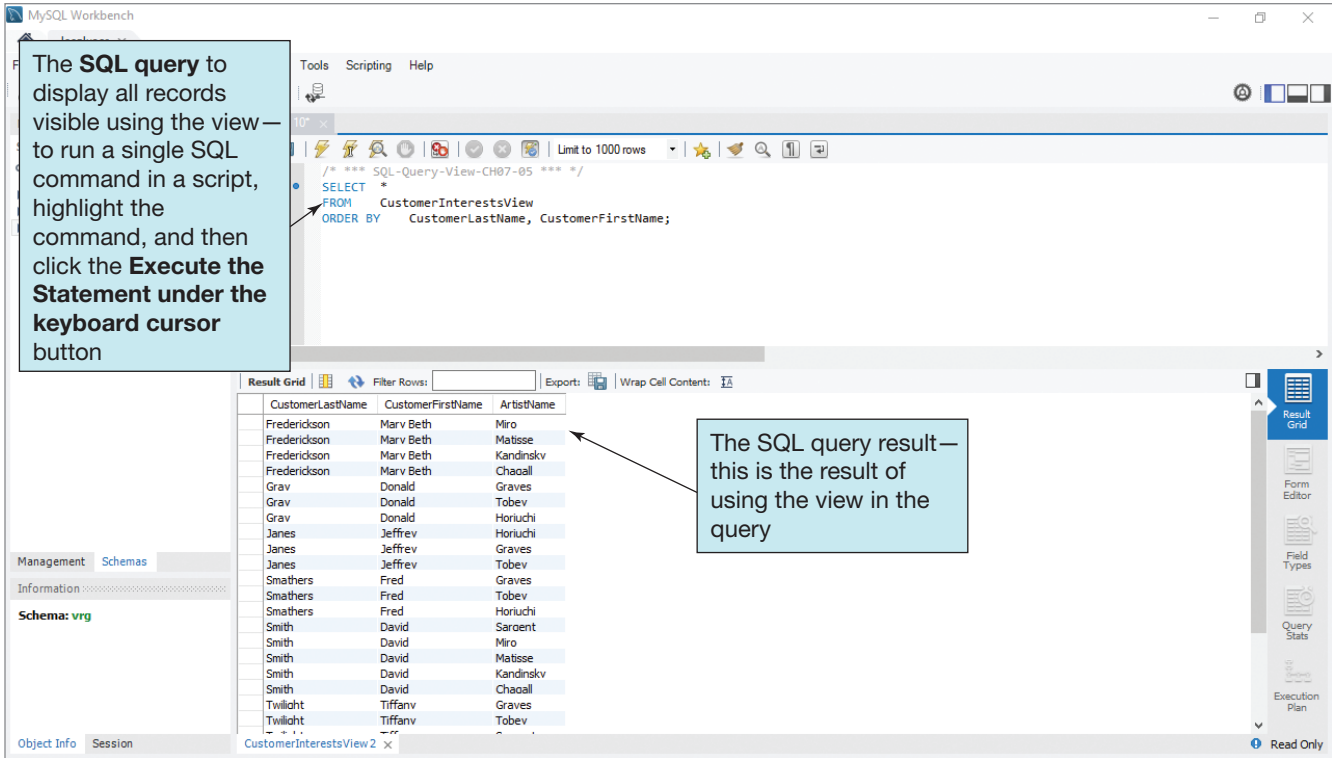 MySQL Workbench
Tools Scripting Help
The SQL query to
display all records
visible using the view—
to run a single SQL
command in a script,
highlight the
command, and then
click the Execute the
Statement under the
keyboard cursor
button
10* ×
Limit to 1000 rows
/* *** SQL-Query-View-CH07-05 *** */
SELECT *
FROM CustomerInterestsView
ORDER BY CustomerLastName, CustomerFirstName;
Result Grid Filter Rows: Export: Wrap Cell Content: IA
CustomerLastName CustomerFirstName ArtistName
Frederickson Mary Beth Miro
Frederickson Mary Beth Matisse
Frederickson Mary Beth Kandinsky
Frederickson Mary Beth Chagall
Gray Donald Graves
Gray Donald Tobey
Gray Donald Horiuchi
Janes Jeffrey Horiuchi
Janes Jeffrey Graves
Janes Jeffrey Tobey
Smathers Fred Graves
Smathers Fred Tobey
Smathers Fred Horiuchi
Smith David Sargent
Smith David Miro
Smith David Matisse
Smith David Kandinsky
Smith David Chagall
Twilight Tiffany Graves
Twilight Tiffany Tobey
The SQL query result—
this is the result of
using the view in the
query
Result
Grid
Form
Editor
Field
Types
Query
Stats
Execution
Plan
Management Schemas
Information
Schema: vrg
Object Info Session
CustomerInterestsView 2 ×
Read Only